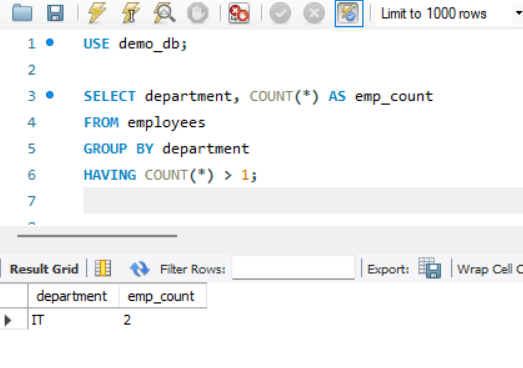 Limit to 1000 rows
1 USE demo_db;
2
3 SELECT department, COUNT(*) AS emp_count
4 FROM employees
5 GROUP BY department
6 HAVING COUNT(*) > 1;
7
Result Grid Filter Rows: Export: Wrap Cell C
department emp_count
IT 2